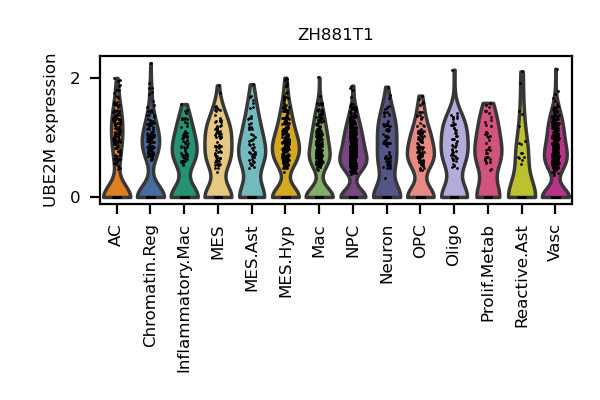 ZH881T1
UBE2M expression
2
0
AC
Chromatin.Reg
Inflammatory.Mac
MES
MES.Ast
MES.Hyp
Mac
NPC
Neuron
OPC
Oligo
Prolif.Metab
Reactive.Ast
Vasc